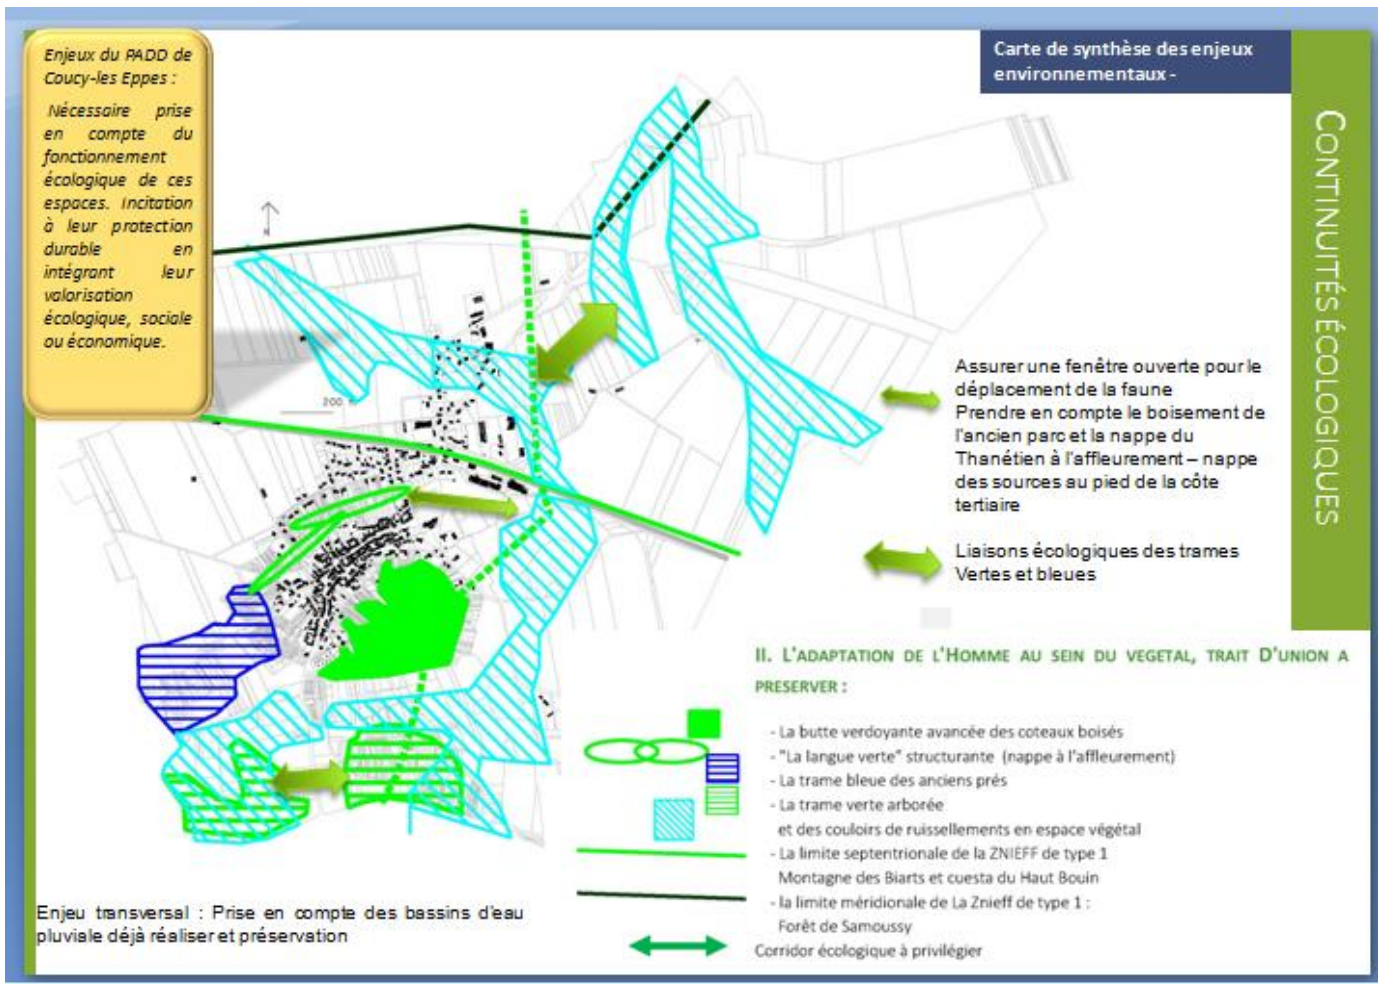 Enjeux du PADD de
Coucy-les Eppes :
Nécessaire prise
en compte du
fonctionnement
écologique de ces
espaces. Incitation
à leur protection
durable en
intégrant leur
valorisation
écologique, sociale
ou économique.
Carte de synthèse des enjeux
environnementaux -
CONTINUITÉS ÉCOLOGIQUES
200
Assurer une fenêtre ouverte pour le
déplacement de la faune
Prendre en compte le boisement de
l'ancien parc et la nappe du
Thanétien à l'affleurement – nappe
des sources au pied de la côte
tertiaire
Liaisons écologiques des trames
Vertes et bleues
II. L'ADAPTATION DE L'HOMME AU SEIN DU VEGETAL, TRAIT D'UNION A
PRESERVER :
- La butte verdoyante avancée des coteaux boisés
- "La langue verte" structurante (nappe à l'affleurement)
- La trame bleue des anciens prés
- La trame verte arborée
et des couloirs de ruissellements en espace végétal
- La limite septentrionale de la ZNIEFF de type 1
Montagne des Biarts et cuesta du Haut Bouin
- la limite méridionale de La Znieff de type 1 :
Forêt de Samoussy
Corridor écologique à privilégier
Enjeu transversal : Prise en compte des bassins d'eau
pluviale déjà réaliser et préservation